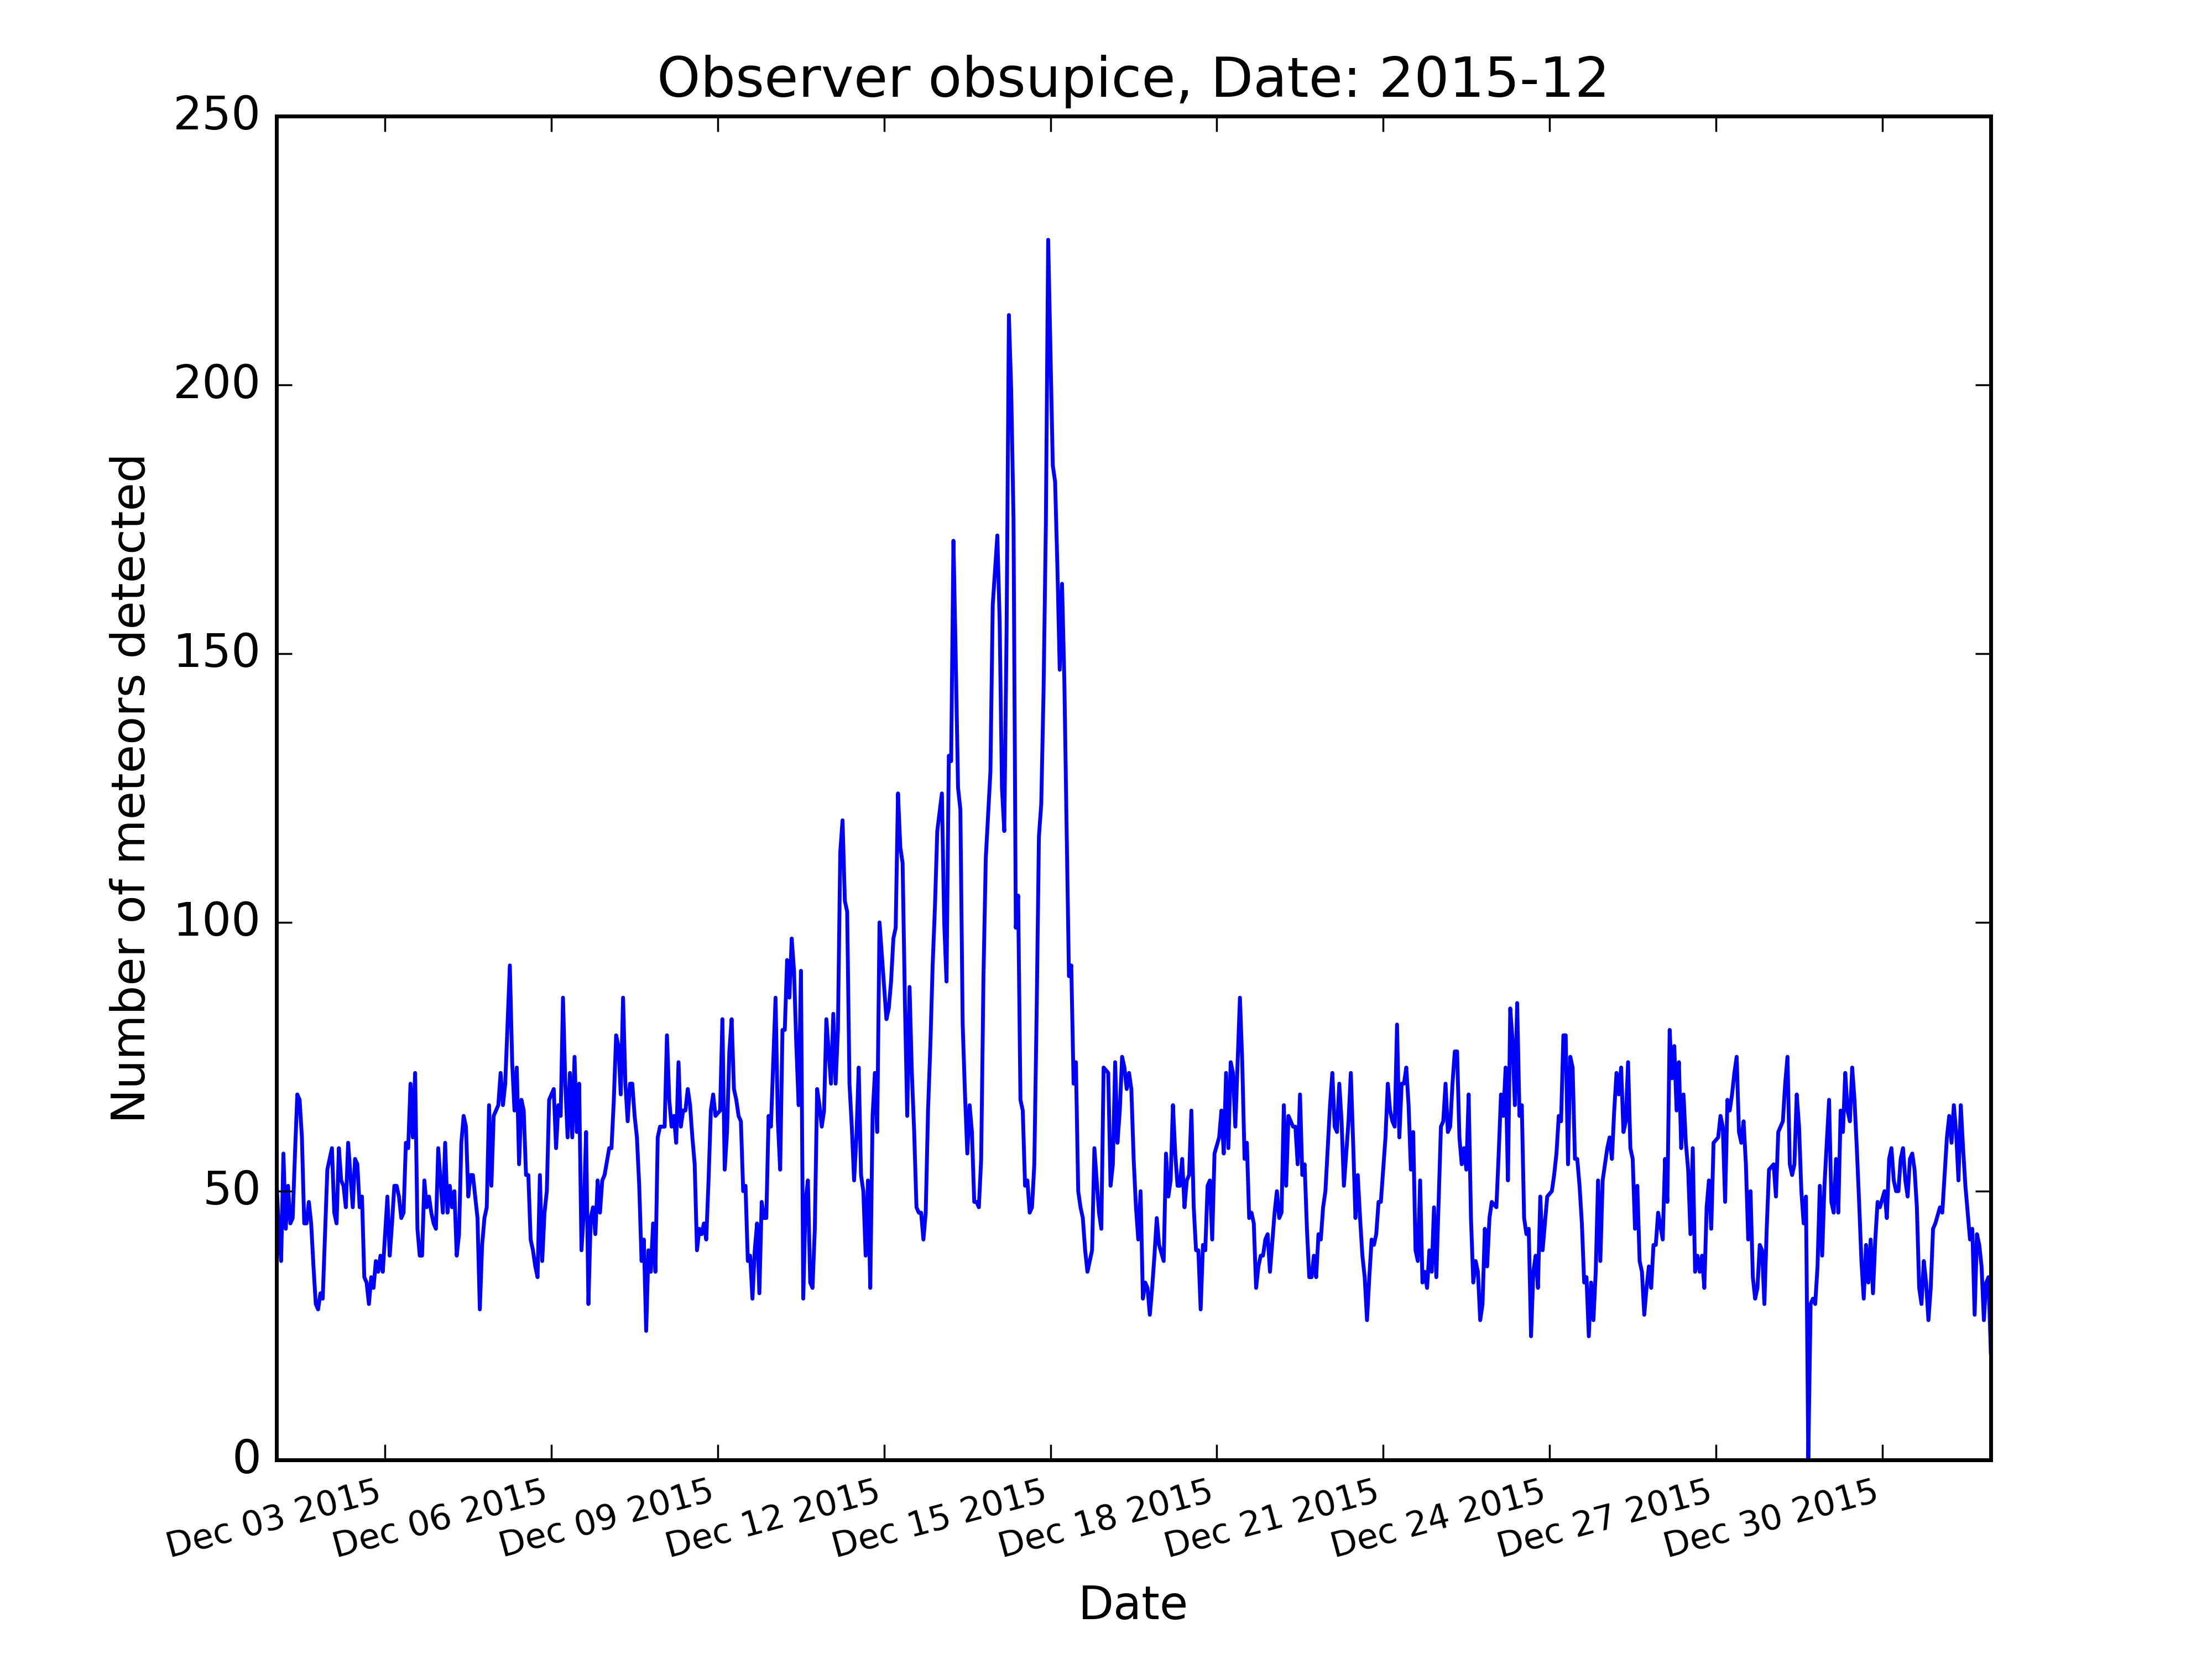 Observer obsupice, Date: 2015-12
250
200
150
100
50
0
Number of meteors detected
Dec 03 2015
Dec 06 2015
Dec 09 2015
Dec 12 2015
Dec 15 2015
Dec 18 2015
Dec 21 2015
Dec 24 2015
Dec 27 2015
Dec 30 2015
Date